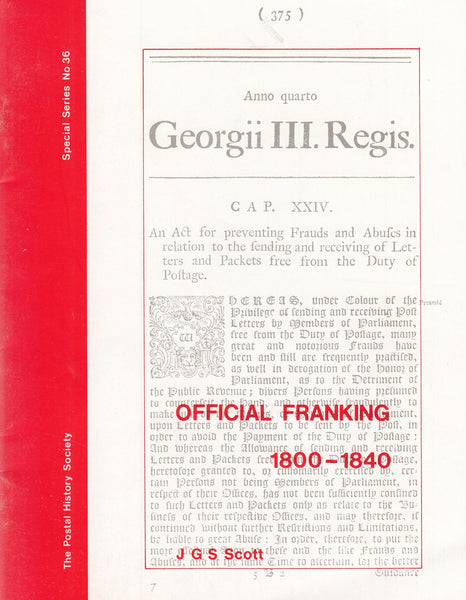 ( 375 )
Anno quarto
Georgii III. Regis.
CAP. XXIV.
An Act for preventing Frauds and Abuſes in
relation to the ſending and receiving of Let-
ters and Packets free from the Duty of
Poſtage.
WHEREAS, under Colour of the
Privilege of ſending and receiving Poſt
Letters by Members of Parliament,
free from the Duty of Poſtage, many
great and notorious Frauds have
been and ſtill are frequently practiſed,
as well in derogation of the Honor of
Parliament, as to the Detriment of
the Public Revenue; divers Perſons having preſumed
to counterfeit the Hand, and otherwiſe fraudulently to
make
upon Letters and Packets to be ſent by the Poſt, in
order to avoid the Payment of the Duty of Poſtage:
And whereas the Allowance of ſending and receiving
Letters and Packets
heretofore granted to, or cuſtomarily exerciſed by, cer-
tain Perſons not being Members of Parliament, in
reſpect of their Offices, has not been ſufficiently confined
to ſuch Letters and Packets only as relate to the Bu-
ſineſs of their reſpective Offices, and may therefore, if
continued without further Reſtrictions and Limitations,
be liable to great Abuſe: In order, therefore, to put the
more theſe and the like Frauds and
Abuſes, and at the ſame Time to aſcertain, for the better
5 B 2 Guidance
7
Preamble
OFFICIAL FRANKING
1800-1840
J G S Scott
Special Series No 36
The Postal History Society